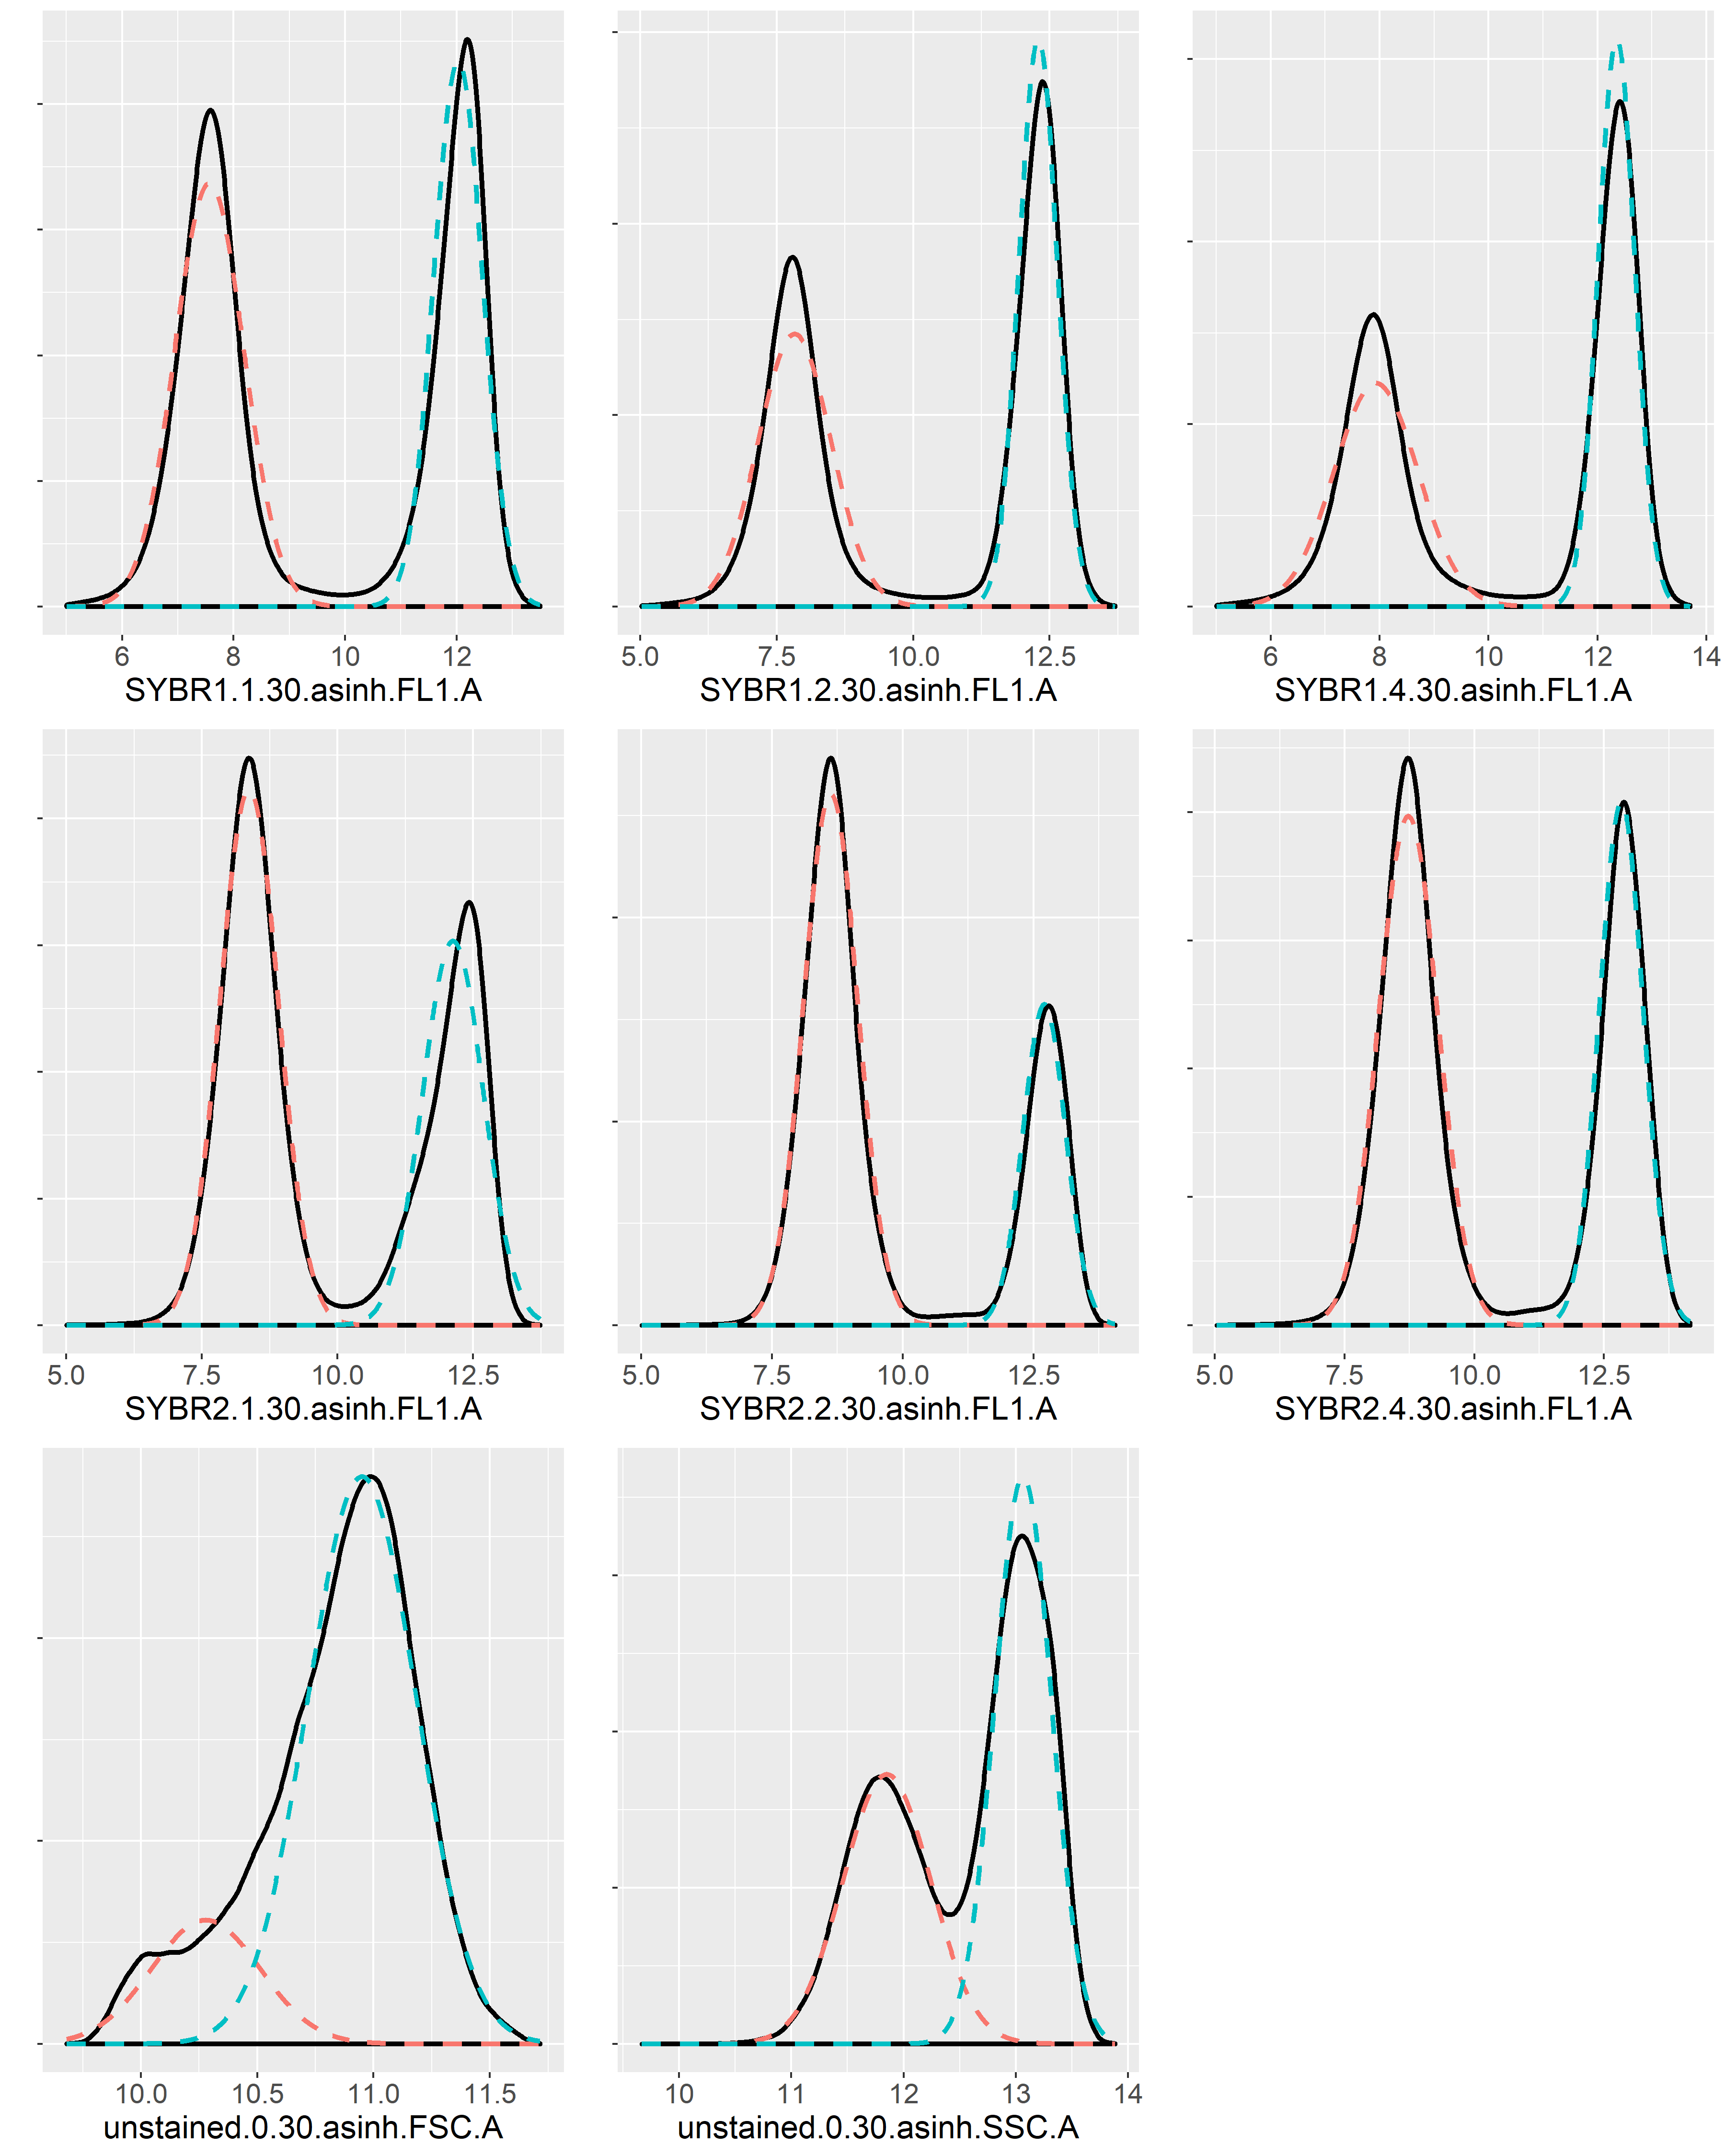 6 8 10 12
SYBR1.1.30.asinh.FL1.A
5.0 7.5 10.0 12.5
SYBR1.2.30.asinh.FL1.A
6 8 10 12 14
SYBR1.4.30.asinh.FL1.A
5.0 7.5 10.0 12.5
SYBR2.1.30.asinh.FL1.A
5.0 7.5 10.0 12.5
SYBR2.2.30.asinh.FL1.A
5.0 7.5 10.0 12.5
SYBR2.4.30.asinh.FL1.A
10.0 10.5 11.0 11.5
unstained.0.30.asinh.FSC.A
10 11 12 13 14
unstained.0.30.asinh.SSC.A